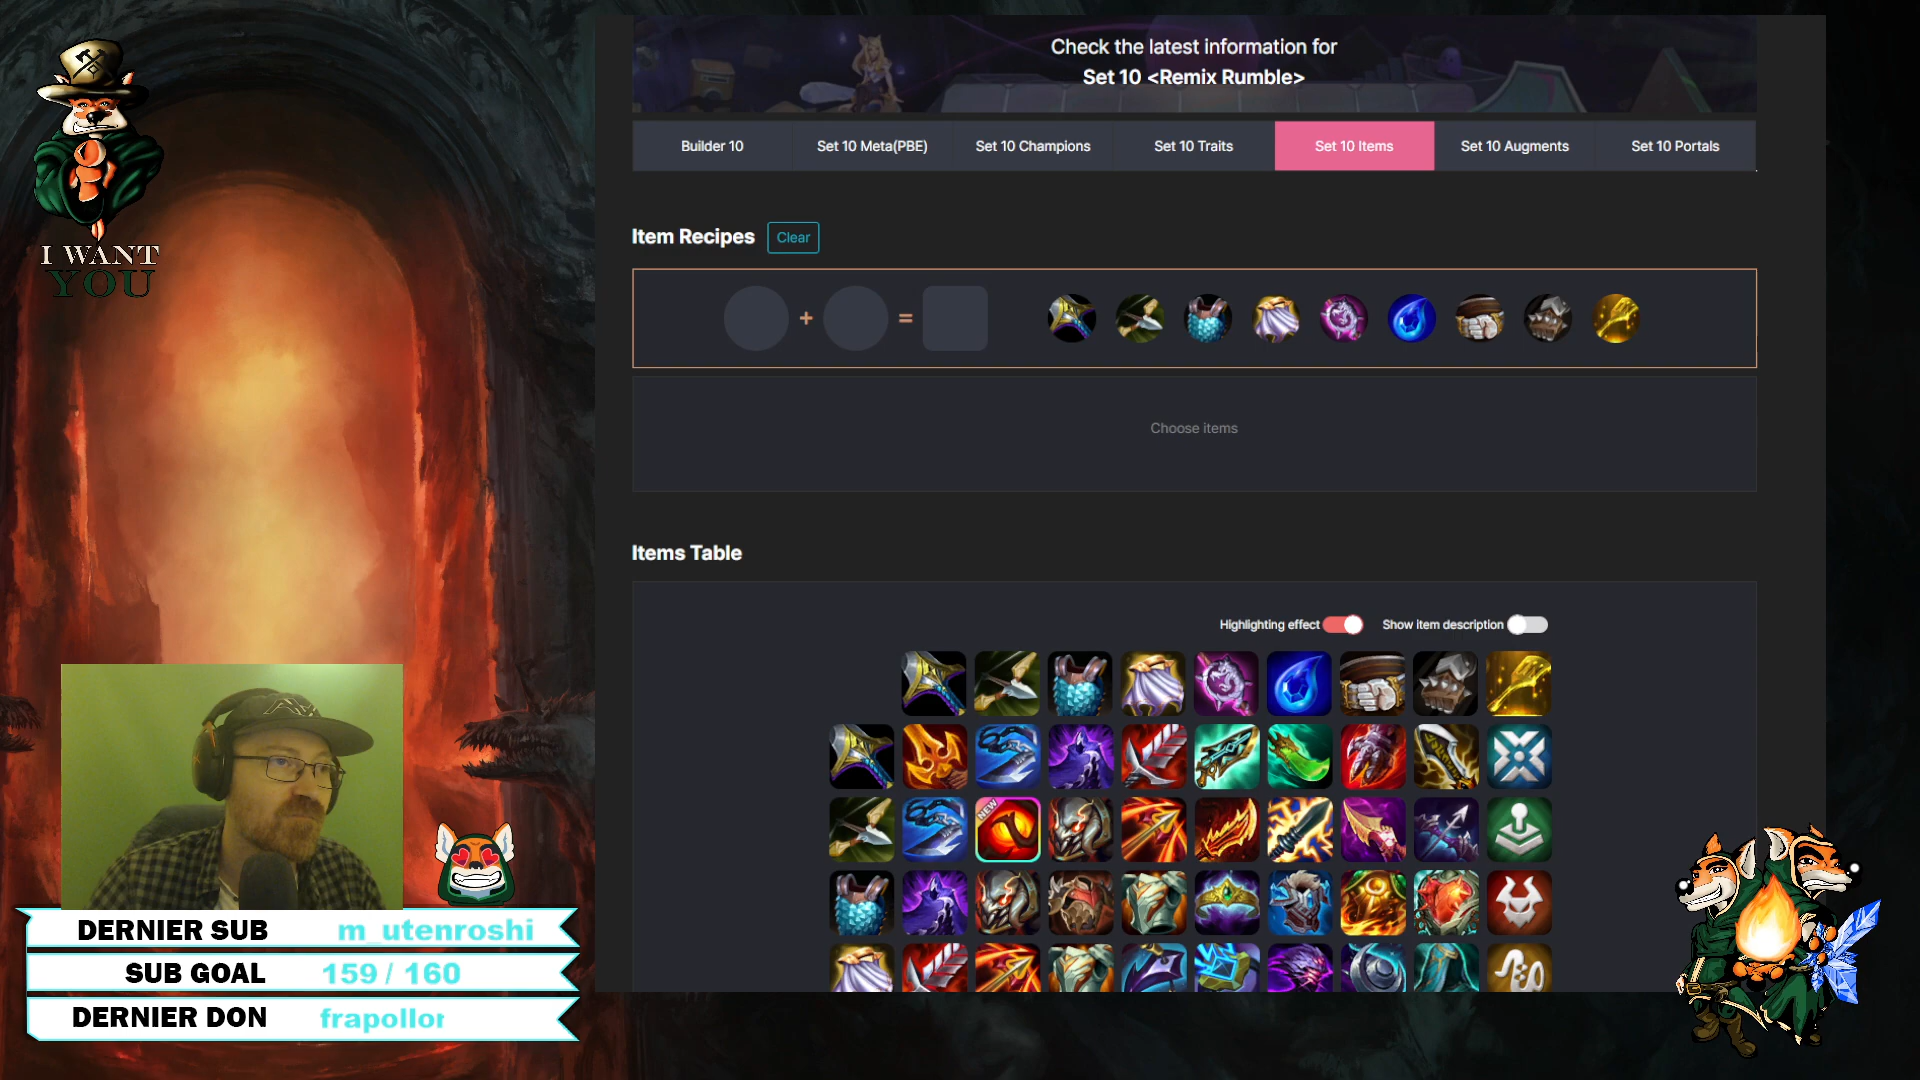 Check the latest information for
Set 10 <Remix Rumble>
Builder 10
Set 10 Meta(PBE)
Set 10 Champions
Set 10 Traits
Set 10 Items
Set 10 Augments
Set 10 Portals
I WANT
YOU
Item Recipes
Clear
+
=
Choose items
Items Table
Highlighting effect
Show item description
NEW
DERNIER SUB m_utenroshi
SUB GOAL 159 / 160
DERNIER DON frapollor